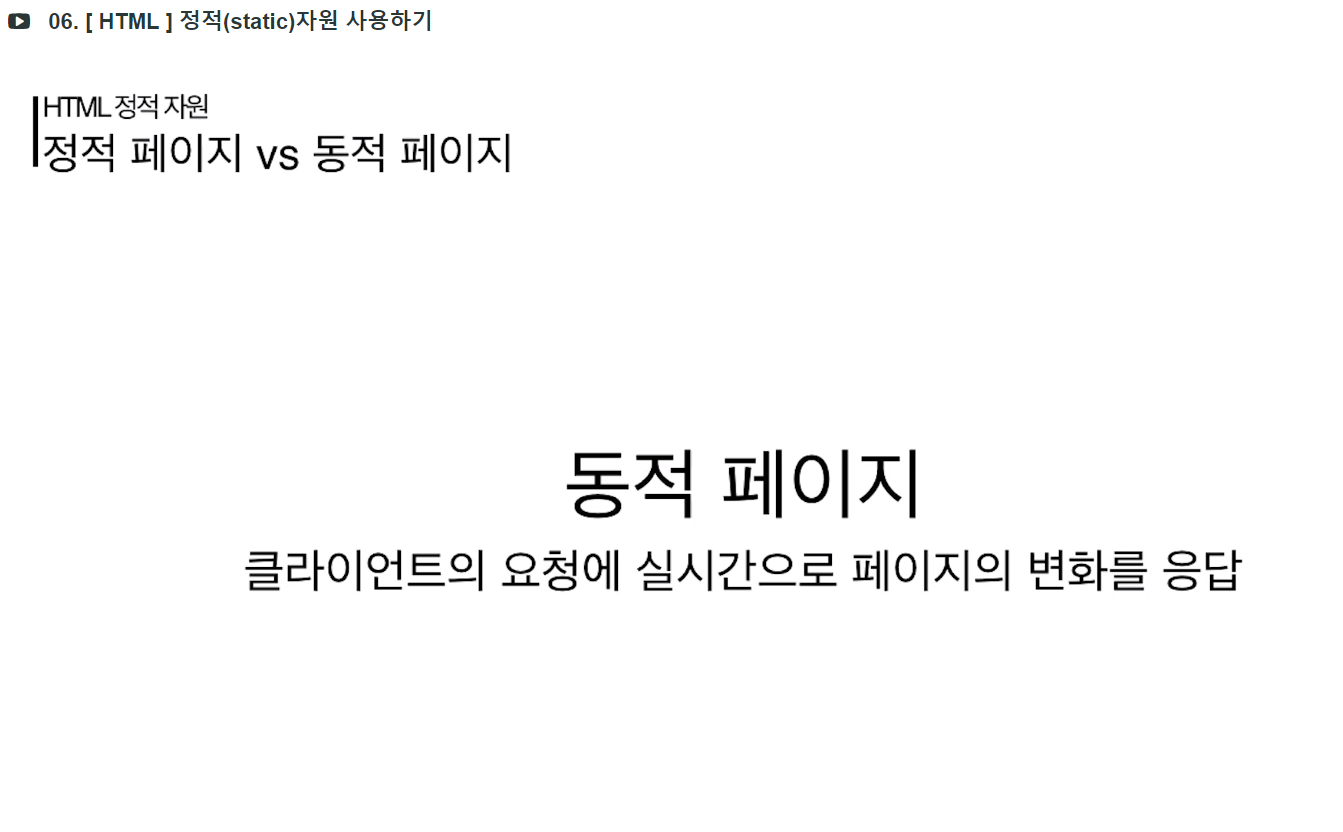 06. [ HTML ] 정적(static)자원 사용하기
HTML 정적 자원
정적 페이지 vs 동적 페이지
동적 페이지
클라이언트의 요청에 실시간으로 페이지의 변화를 응답